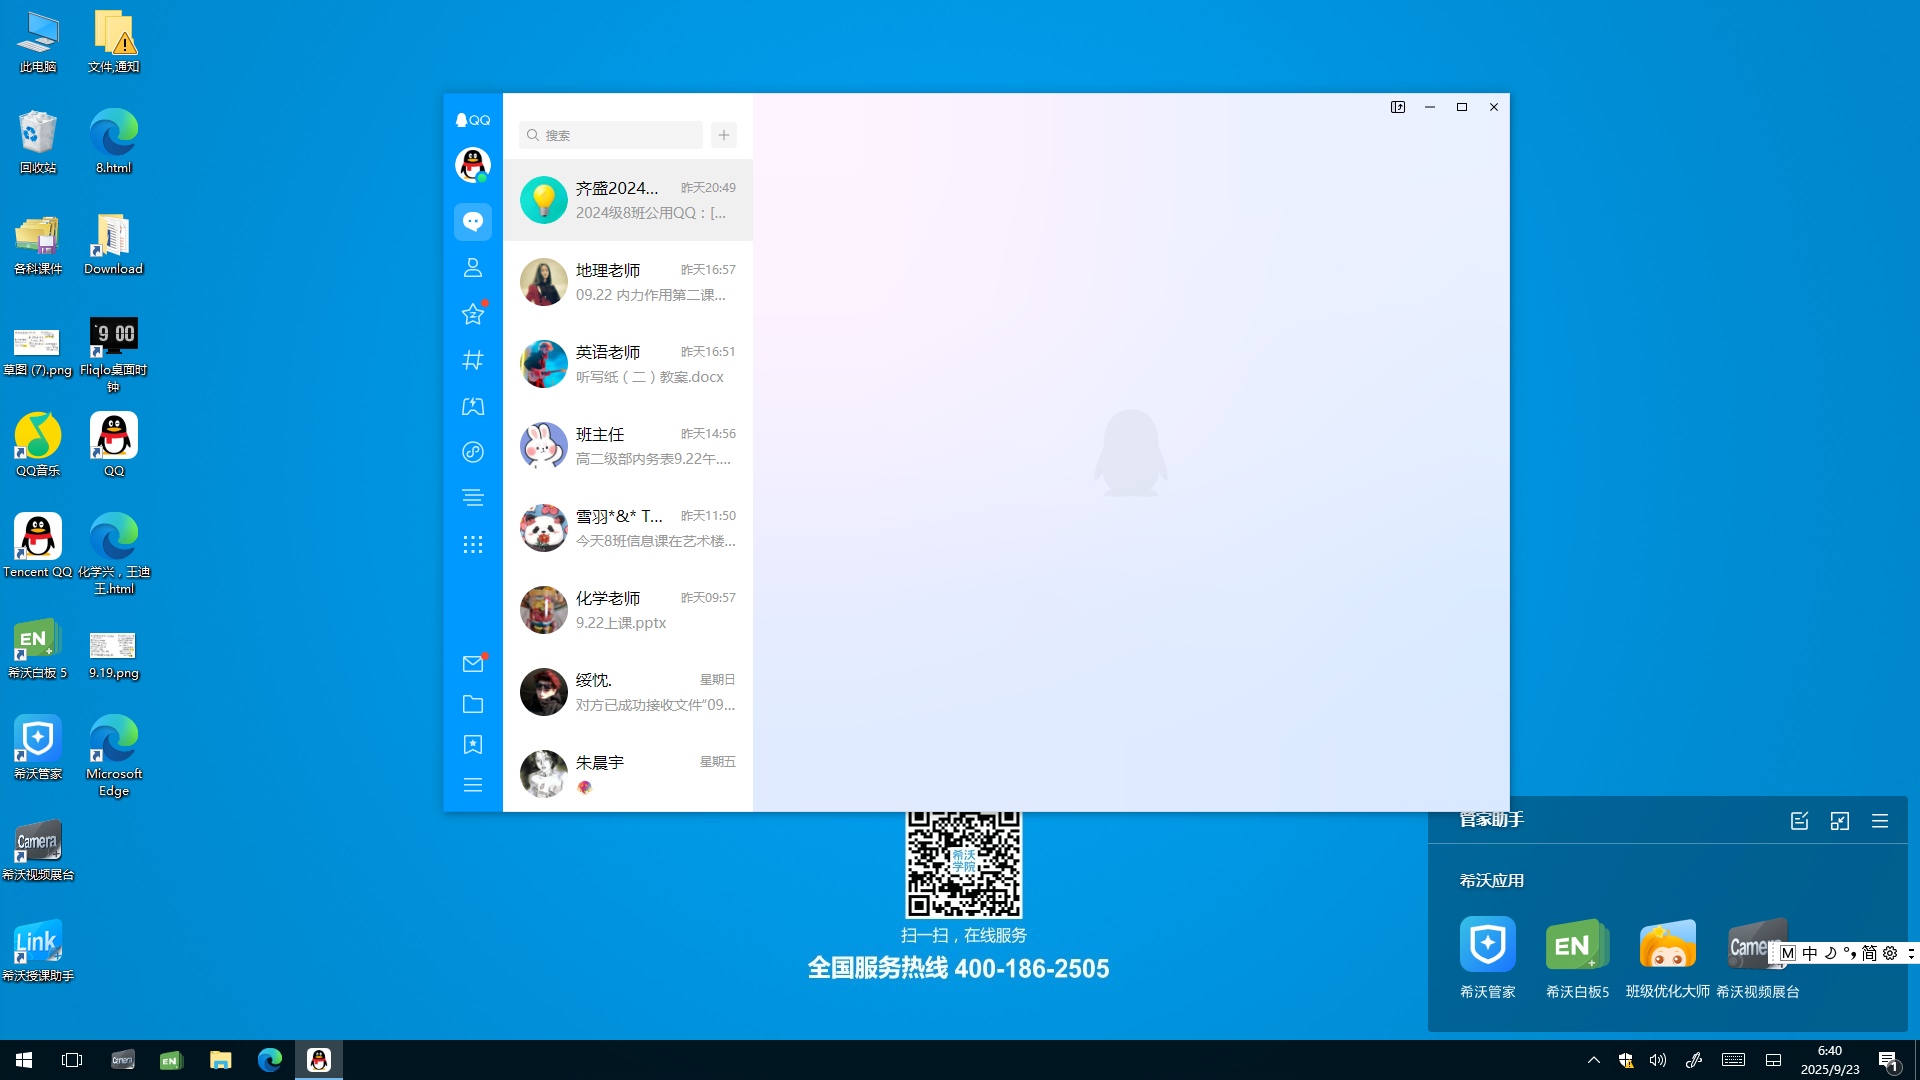 此电脑
文件,通知
回收站
8.html
各科课件
Download
草图 (7).png
9 00
Fliqlo桌面时
钟
QQ音乐
QQ
Tencent QQ
化学兴，王迪
王.html
EN
希沃白板 5
9.19.png
希沃管家
Microsoft
Edge
Camera
希沃视频展台
Link
希沃授课助手
QQ
搜索
齐盛2024... 昨天20:49
2024级8班公用QQ：[...
地理老师 昨天16:57
09.22 内力作用第二课...
英语老师 昨天16:51
听写纸（二）教案.docx
班主任 昨天14:56
高二级部内务表9.22午....
雪羽*&* T... 昨天11:50
今天8班信息课在艺术楼...
化学老师 昨天09:57
9.22上课.pptx
绥忱. 星期日
对方已成功接收文件“09...
朱晨宇 星期五
希沃
学院
扫一扫，在线服务
全国服务热线 400-186-2505
管家助手
希沃应用
EN
Camera
希沃管家
希沃白板5
班级优化大师
希沃视频展台
M 中 简
Camera
EN
6:40
2025/9/23
1